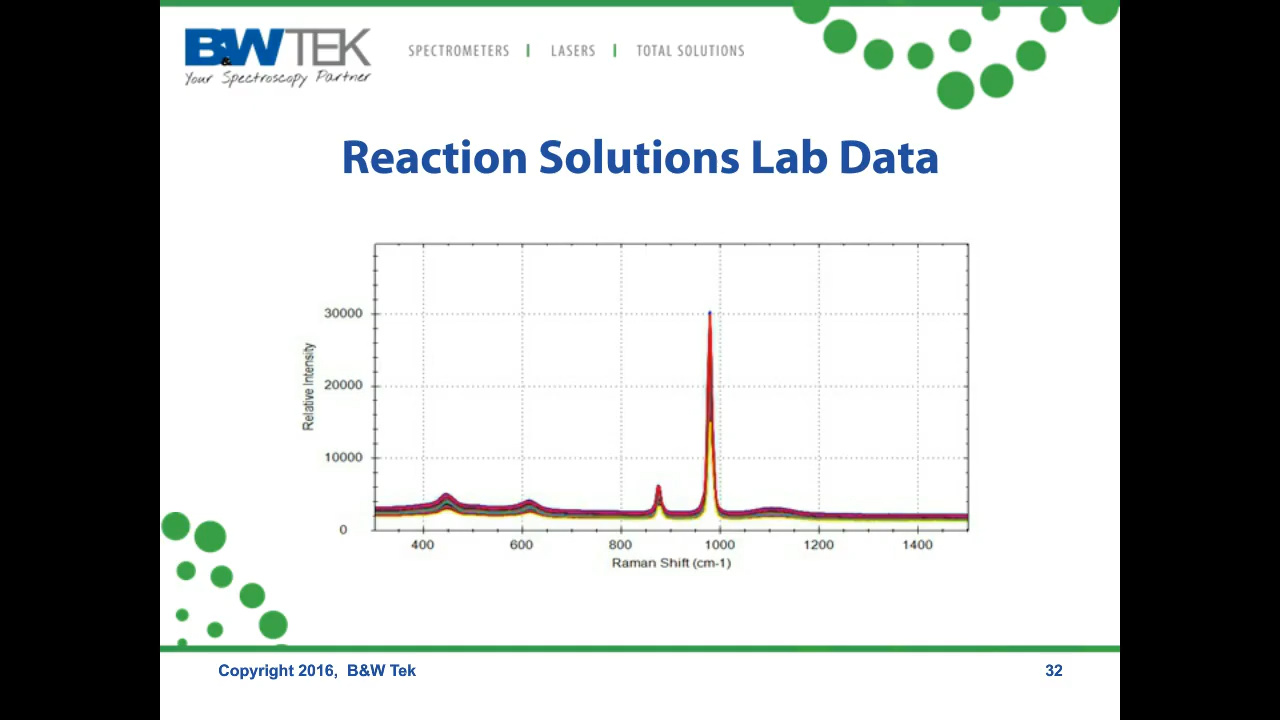 B&WTEK
Your Spectroscopy Partner
SPECTROMETERS | LASERS | TOTAL SOLUTIONS
Reaction Solutions Lab Data
Relative Intensity
30000
20000
10000
0
400 600 800 1000 1200 1400
Raman Shift (cm-1)
Copyright 2016, B&W Tek
32